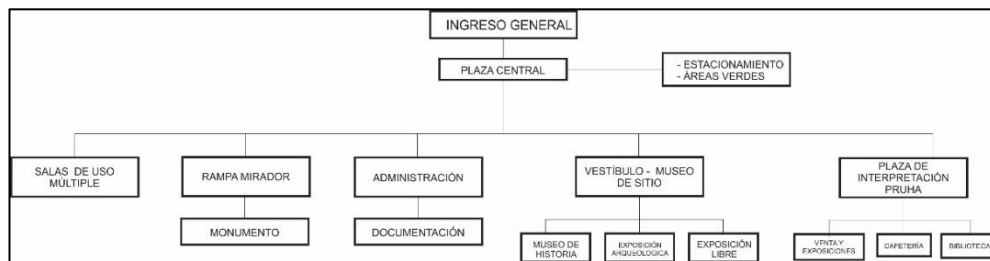 INGRESO GENERAL
PLAZA CENTRAL
- ESTACIONAMIENTO
- ÁREAS VERDES
SALAS DE USO
MÚLTIPLE
RAMPA MIRADOR
ADMINISTRACIÓN
VESTÍBULO - MUSEO
DE SITIO
PLAZA DE
INTERPRETACIÓN
PRUHA
MONUMENTO
DOCUMENTACIÓN
MUSEO DE
HISTORIA
EXPOSICIÓN
ARQUEOLOGICA
EXPOSICIÓN
LIBRE
VENTA Y
EXPOSICIONES
CAFETERÍA
BIBLIOTECA